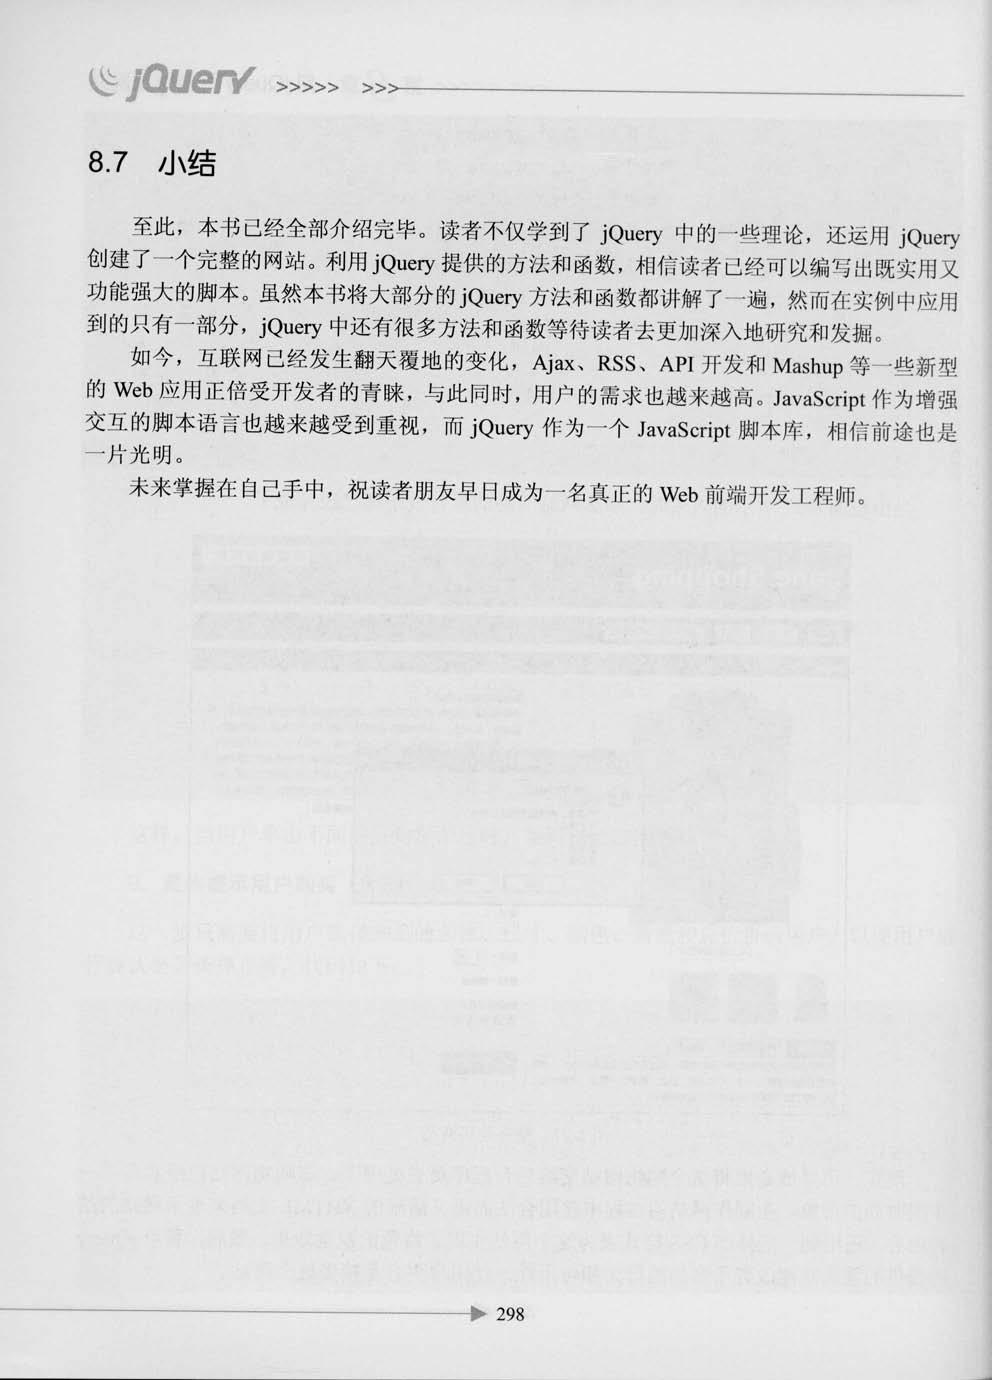 jQuery >>>>> >>>
8.7 小结
至此，本书已经全部介绍完毕。读者不仅学到了 jQuery 中的一些理论，还运用 jQuery
创建了一个完整的网站。利用 jQuery 提供的方法和函数，相信读者已经可以编写出既实用又
功能强大的脚本。虽然本书将大部分的 jQuery 方法和函数都讲解了一遍，然而在实例中应用
到的只有一部分，jQuery 中还有很多方法和函数等待读者去更加深入地研究和发掘。
如今，互联网已经发生翻天覆地的变化，Ajax、RSS、API 开发和 Mashup 等一些新型
的 Web 应用正倍受开发者的青睐，与此同时，用户的需求也越来越高。JavaScript 作为增强
交互的脚本语言也越来越受到重视，而 jQuery 作为一个 JavaScript 脚本库，相信前途也是
一片光明。
未来掌握在自己手中，祝读者朋友早日成为一名真正的 Web 前端开发工程师。
298